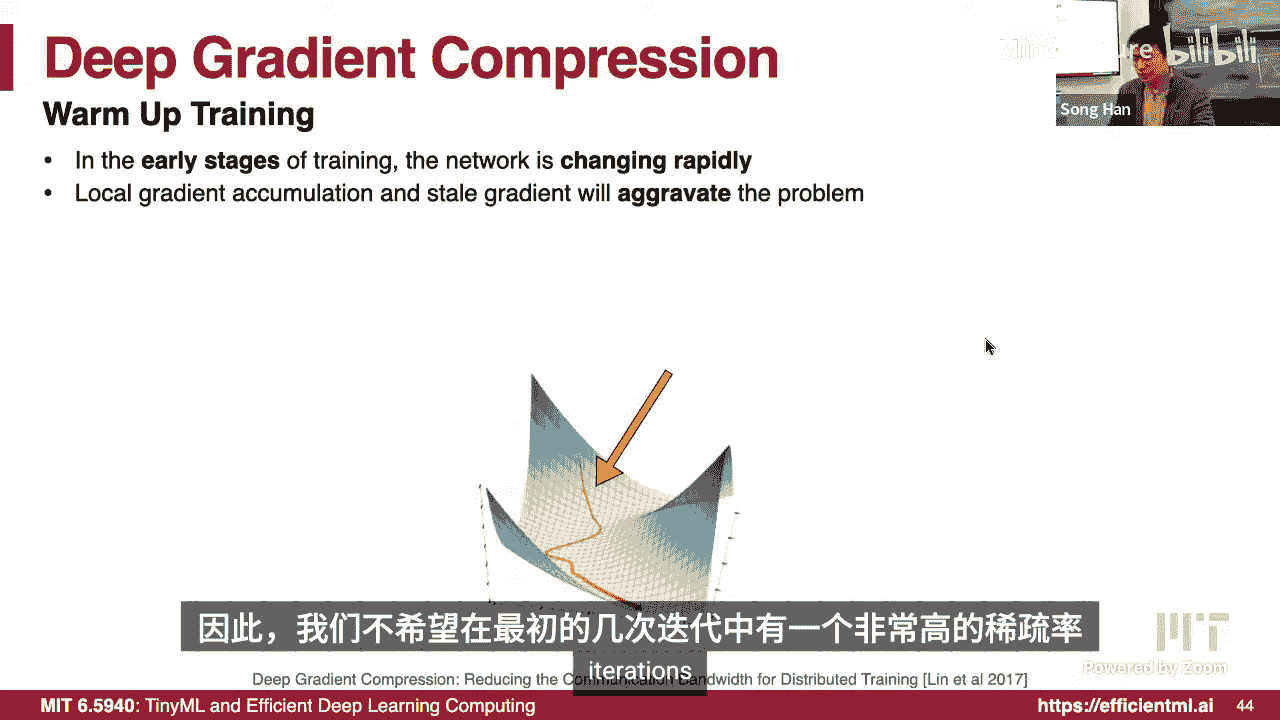 Deep Gradient Compression
bilibili
Song Han
Warm Up Training
• In the early stages of training, the network is changing rapidly
• Local gradient accumulation and stale gradient will aggravate the problem
因此，我们不希望在最初的几次迭代中有一个非常高的稀疏率
iterations
MIT
Powered by Zoom
Deep Gradient Compression: Reducing the Communication Bandwidth for Distributed Training [Lin et al 2017]
MIT 6.5940: TinyML and Efficient Deep Learning Computing
https://efficientml.ai
44